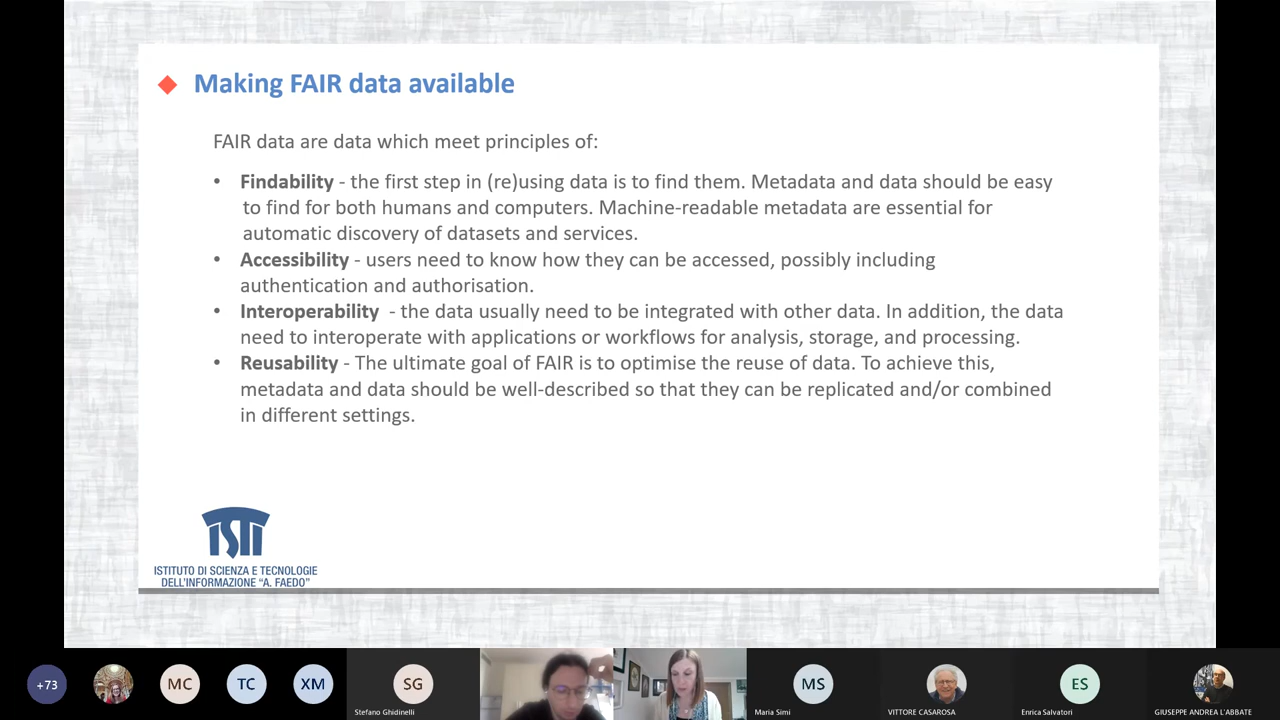 Making FAIR data available
FAIR data are data which meet principles of:
• Findability - the first step in (re)using data is to find them. Metadata and data should be easy
to find for both humans and computers. Machine-readable metadata are essential for
automatic discovery of datasets and services.
• Accessibility - users need to know how they can be accessed, possibly including
authentication and authorisation.
• Interoperability - the data usually need to be integrated with other data. In addition, the data
need to interoperate with applications or workflows for analysis, storage, and processing.
• Reusability - The ultimate goal of FAIR is to optimise the reuse of data. To achieve this,
metadata and data should be well-described so that they can be replicated and/or combined
in different settings.
ISTI
ISTITUTO DI SCIENZA E TECNOLOGIE
DELL'INFORMAZIONE "A. FAEDO"
+73
MC
TC
XM
SG
Stefano Ghidinelli
MS
Maria Simi
VITTORE CASAROSA
ES
Enrica Salvatori
GIUSEPPE ANDREA L'ABBATE